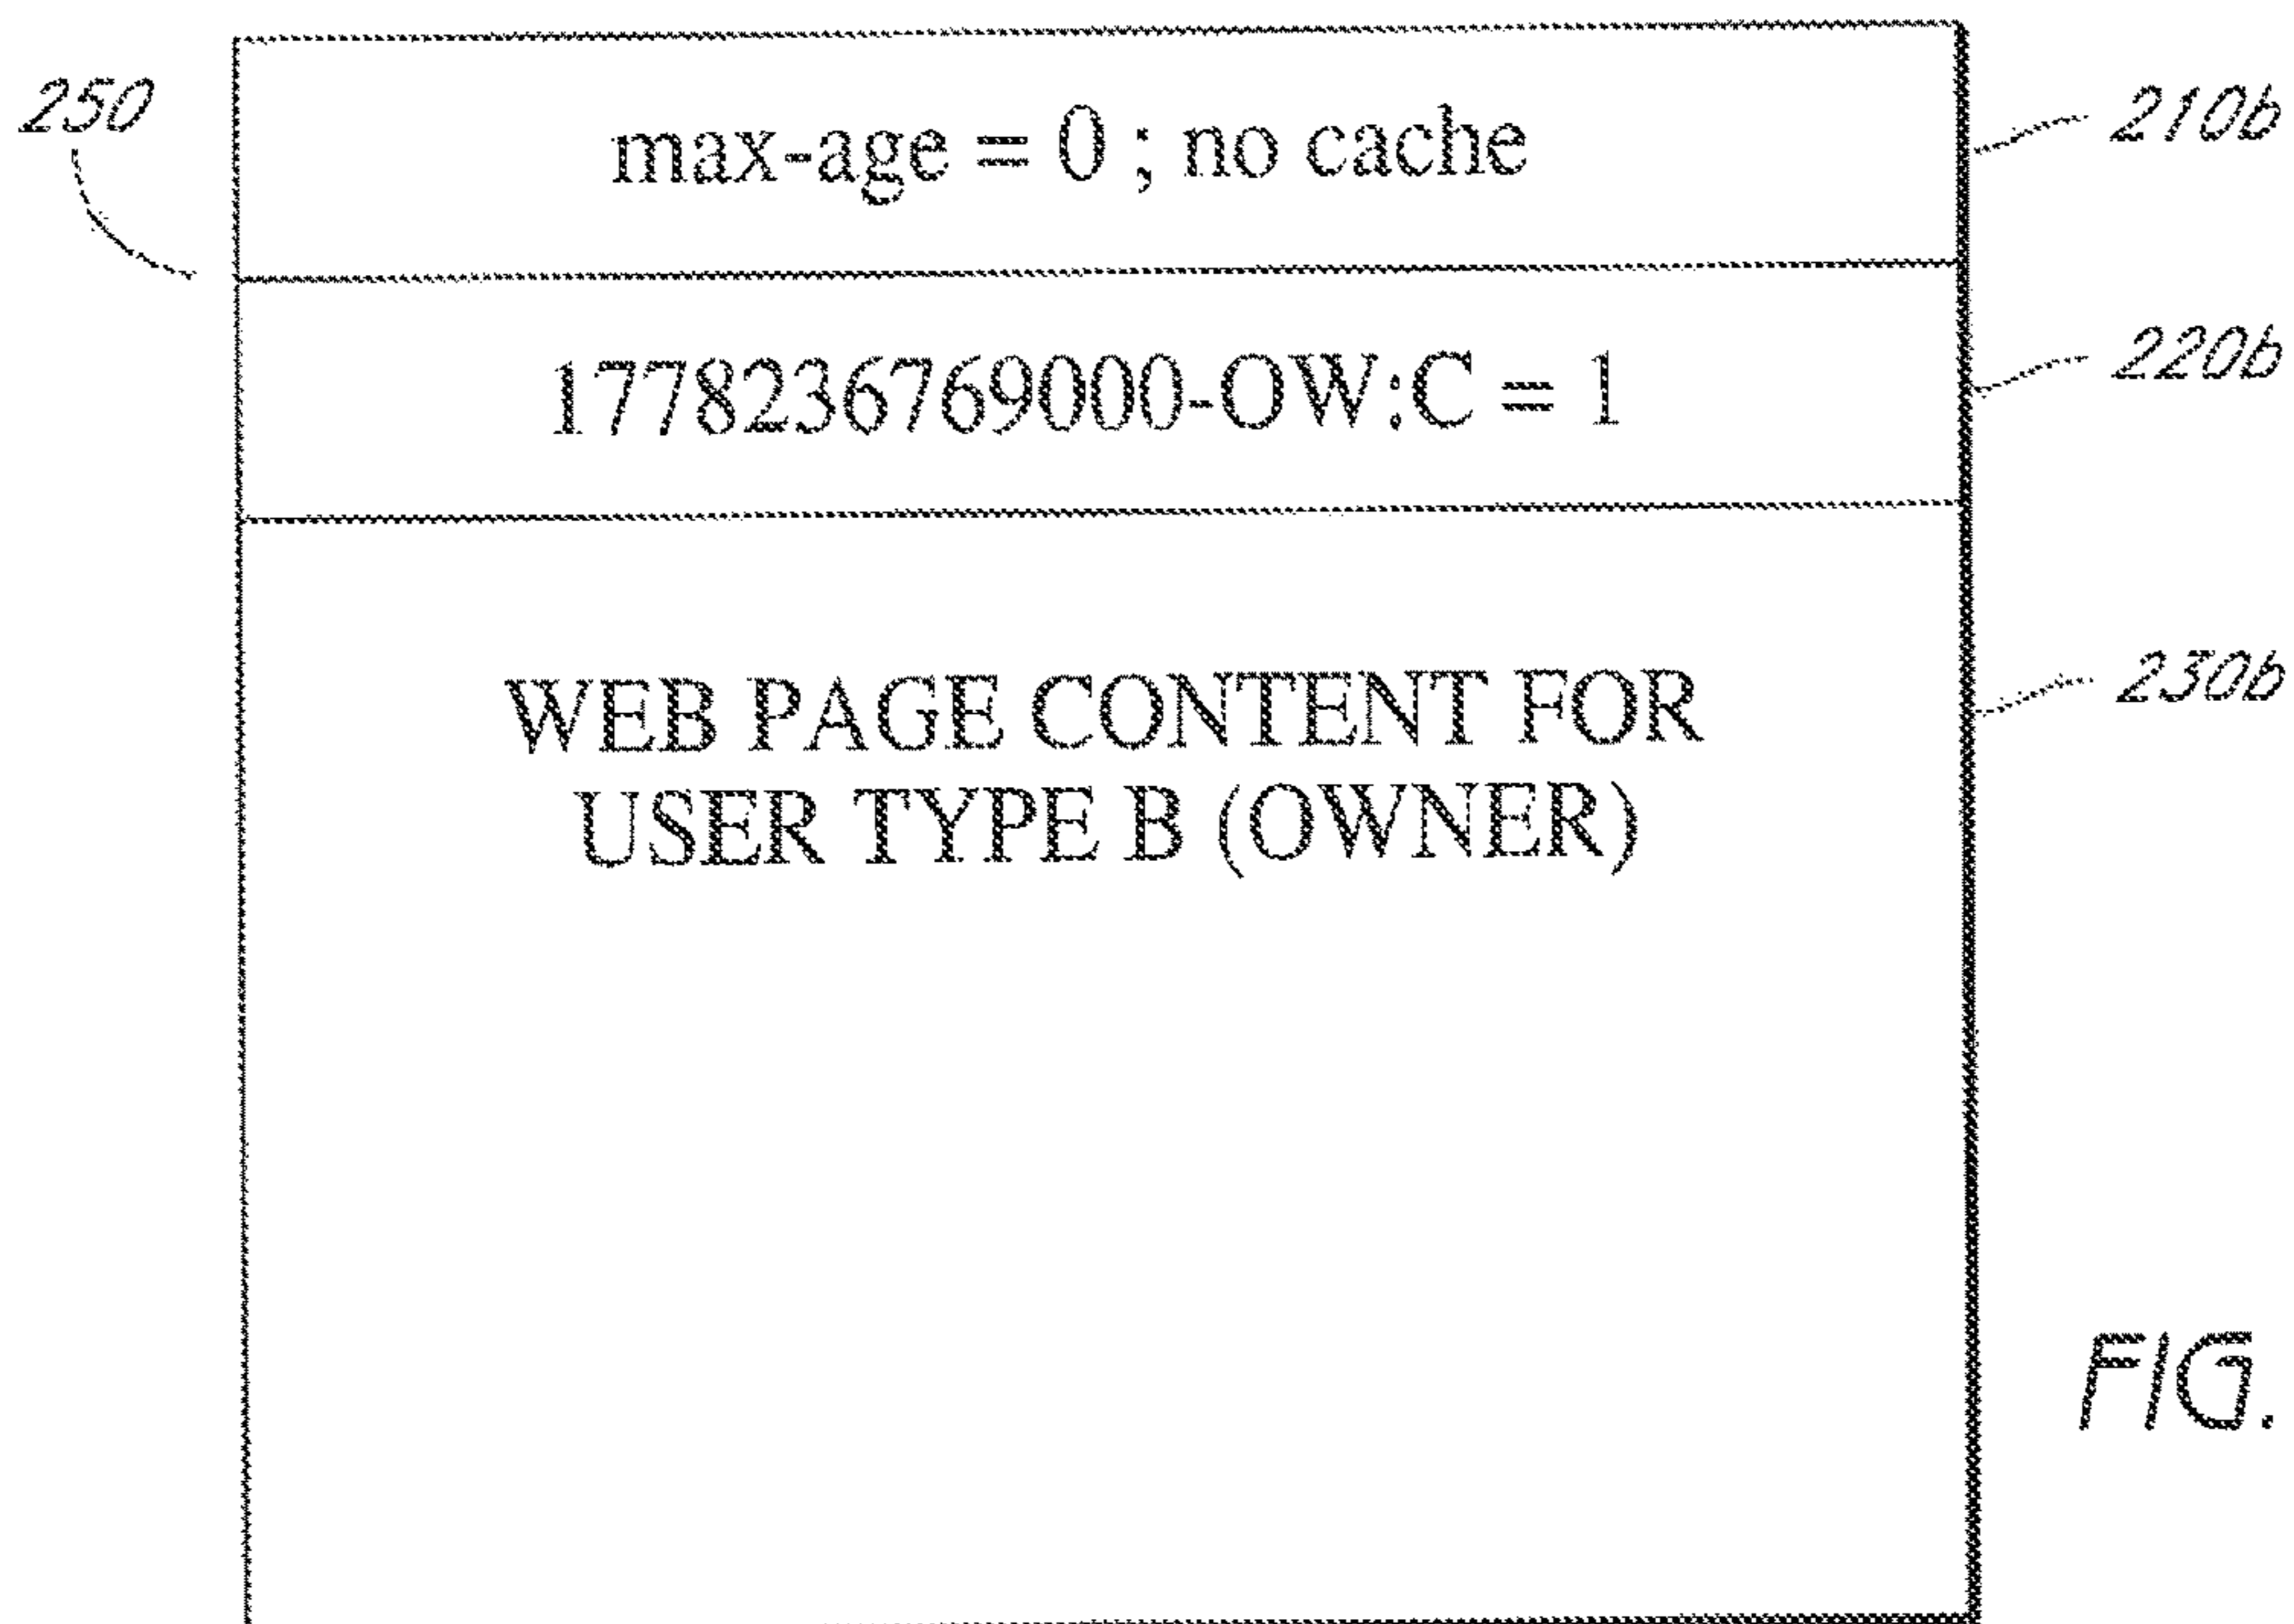 250
max-age = 0 ; no cache
210b
1778236769000-OW:C = 1
220b
WEB PAGE CONTENT FOR
USER TYPE B (OWNER)
230b
FIG.